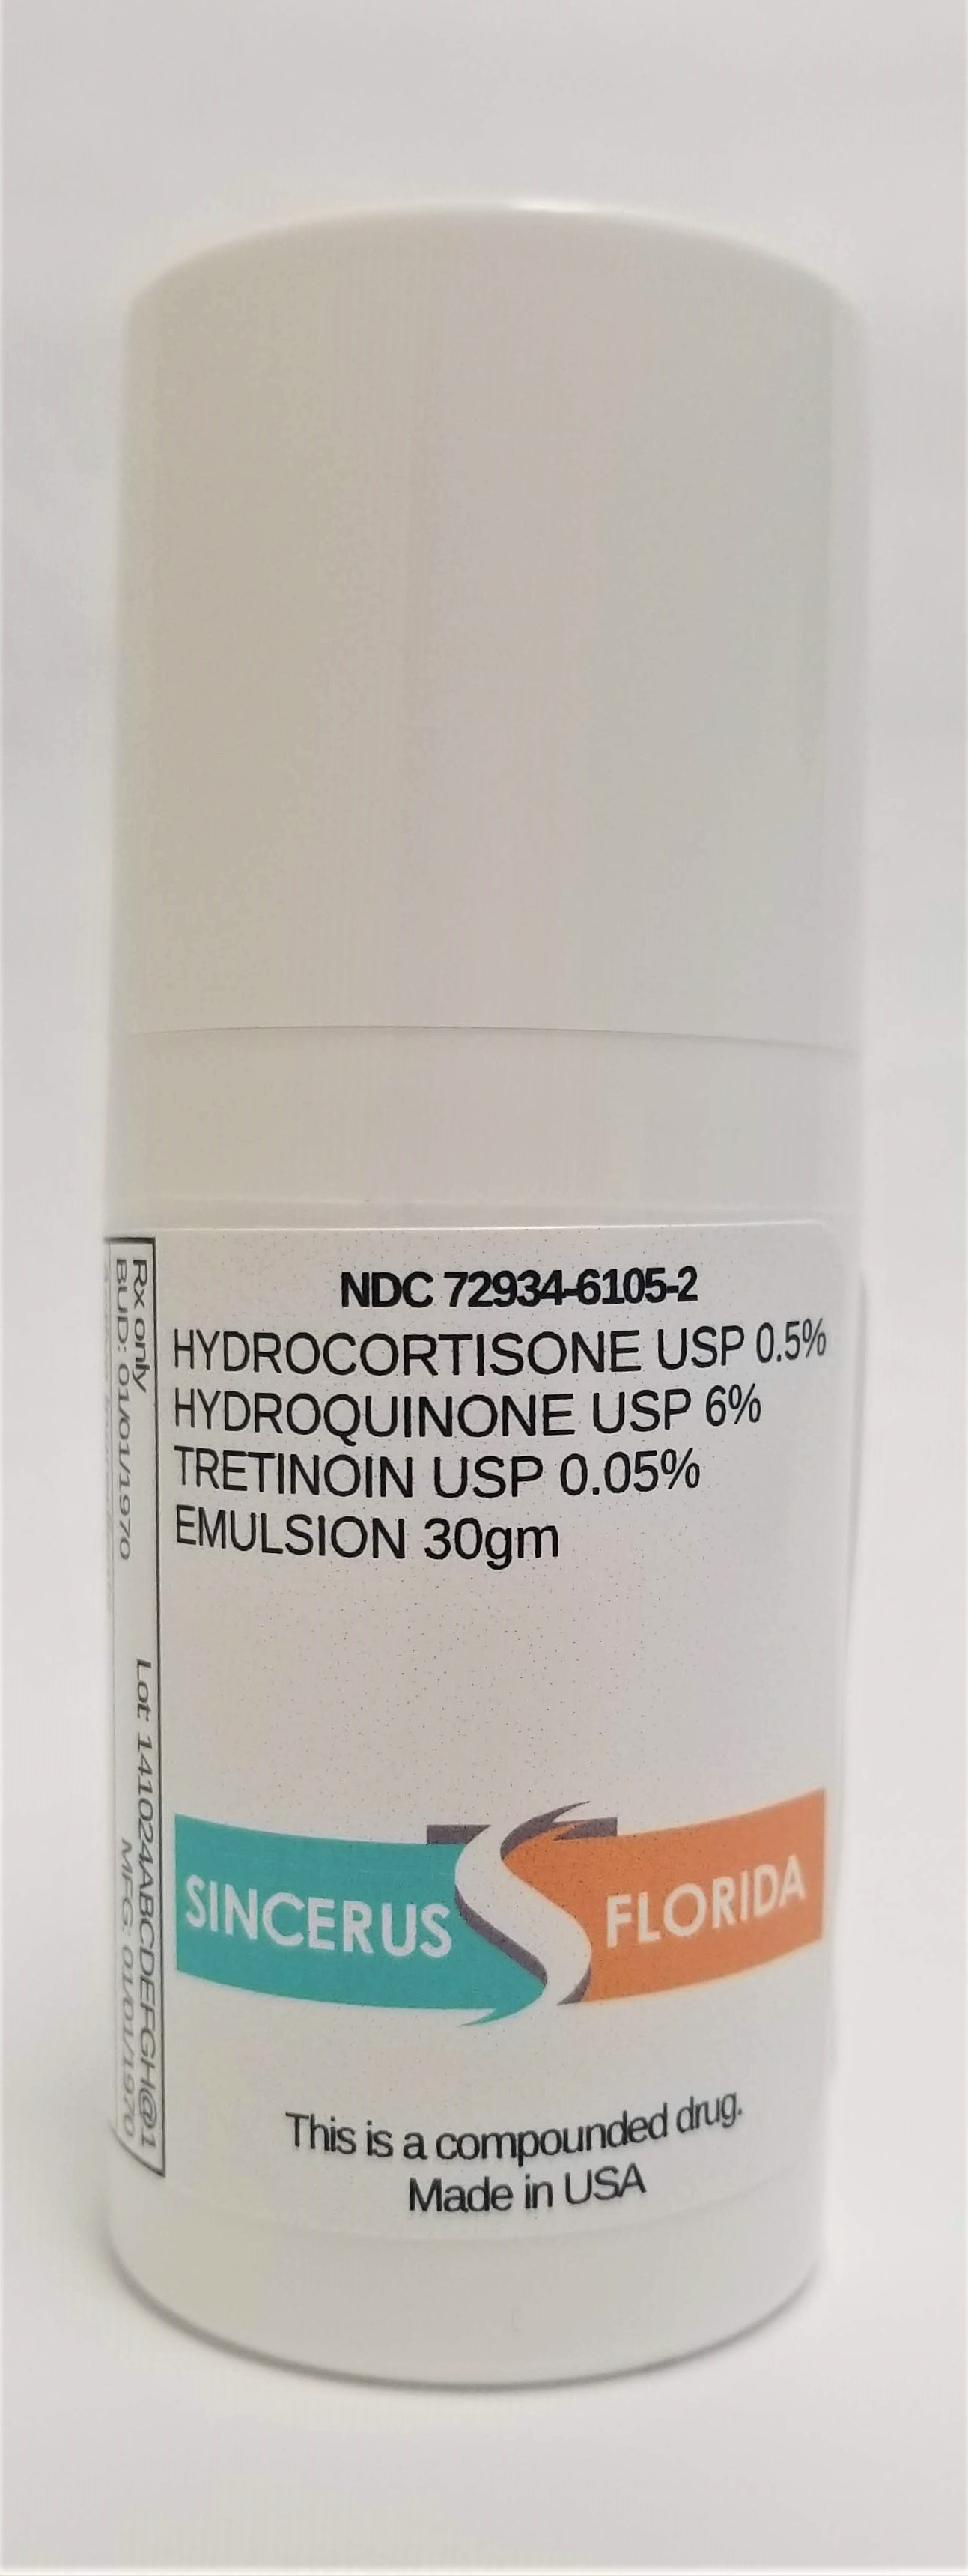 NDC 72934-6105-2
HYDROCORTISONE USP 0.5%
HYDROQUINONE USP 6%
TRETINOIN USP 0.05%
EMULSION 30gm
SINCERUS FLORIDA
This is a compounded drug.
Made in USA
Rx only Lot: 141024ABCDEFGH@1
BUD: 01/01/1970 MFG: 01/01/1970